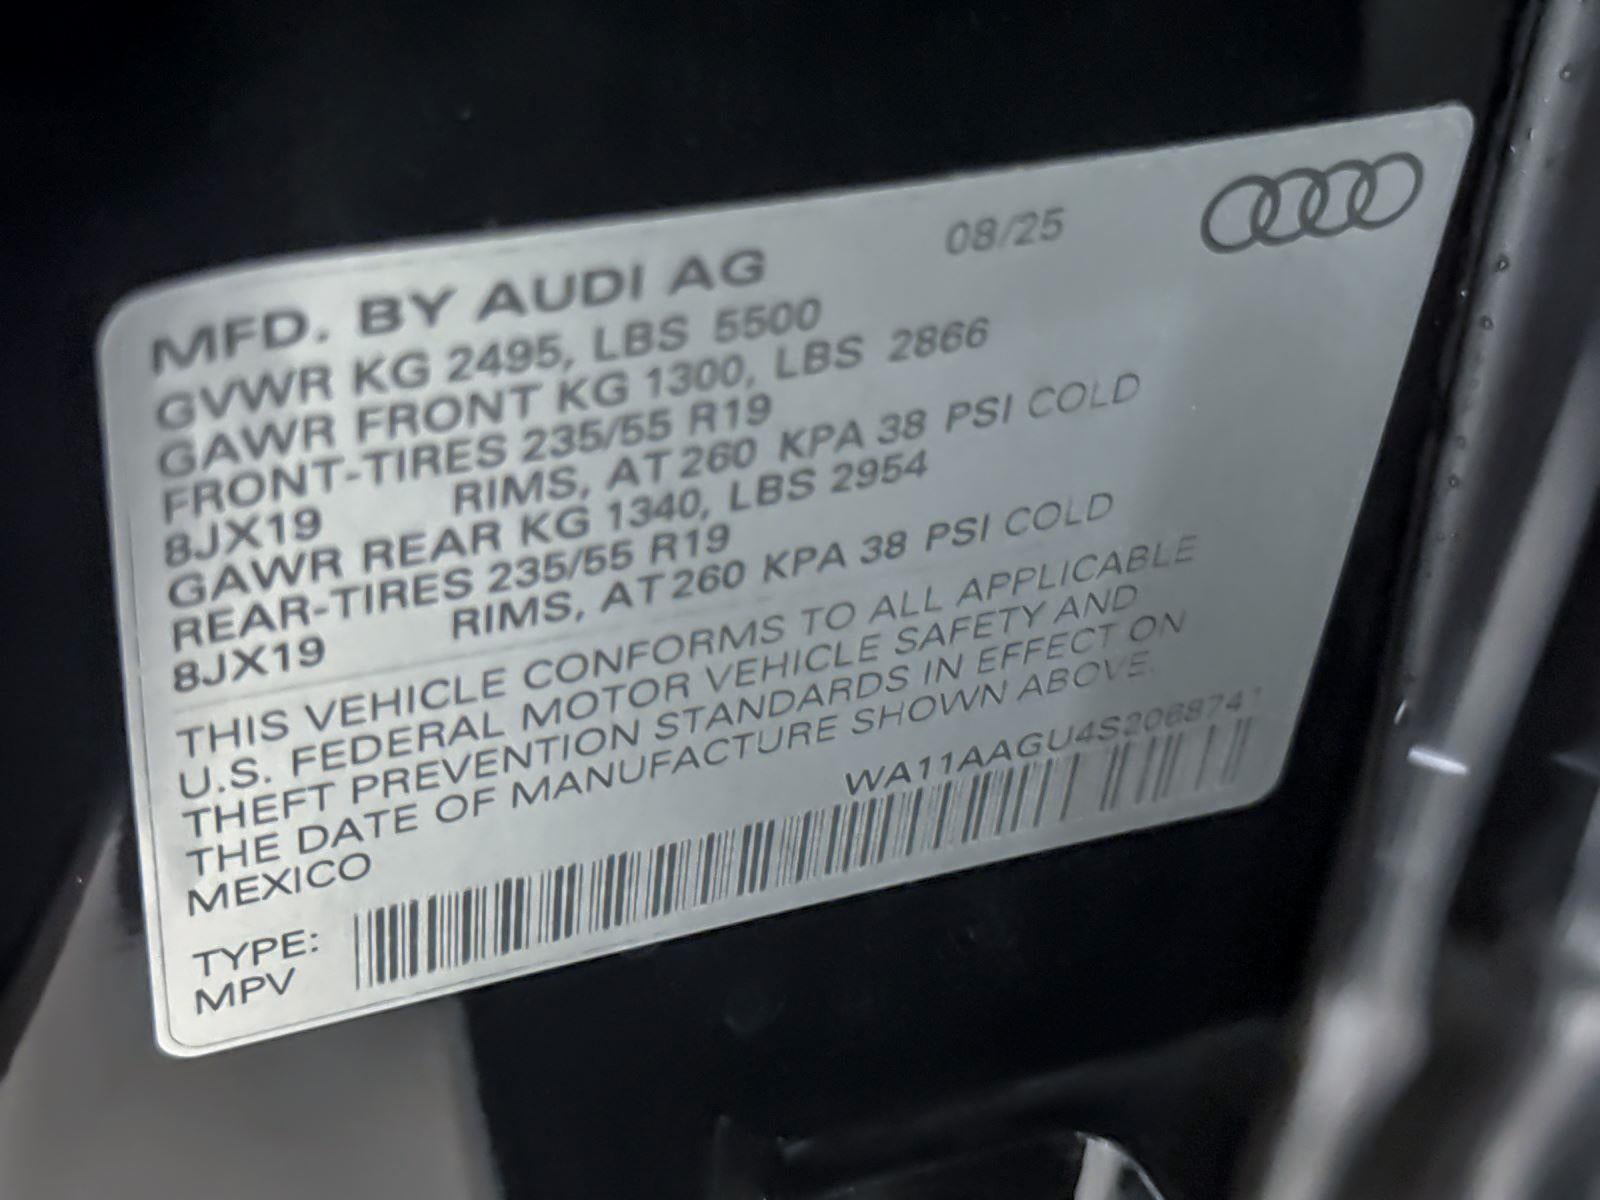 08/25
MFD. BY AUDI AG
GVWR KG 2495, LBS 5500
GAWR FRONT KG 1300, LBS 2866
FRONT-TIRES 235/55 R19
8JX19 RIMS, AT 260 KPA 38 PSI COLD
GAWR REAR KG 1340, LBS 2954
REAR-TIRES 235/55 R19
8JX19 RIMS, AT 260 KPA 38 PSI COLD
THIS VEHICLE CONFORMS TO ALL APPLICABLE
U.S. FEDERAL MOTOR VEHICLE SAFETY AND
THEFT PREVENTION STANDARDS IN EFFECT ON
THE DATE OF MANUFACTURE SHOWN ABOVE.
MEXICO
WA11AAGU4S2068741
TYPE:
MPV